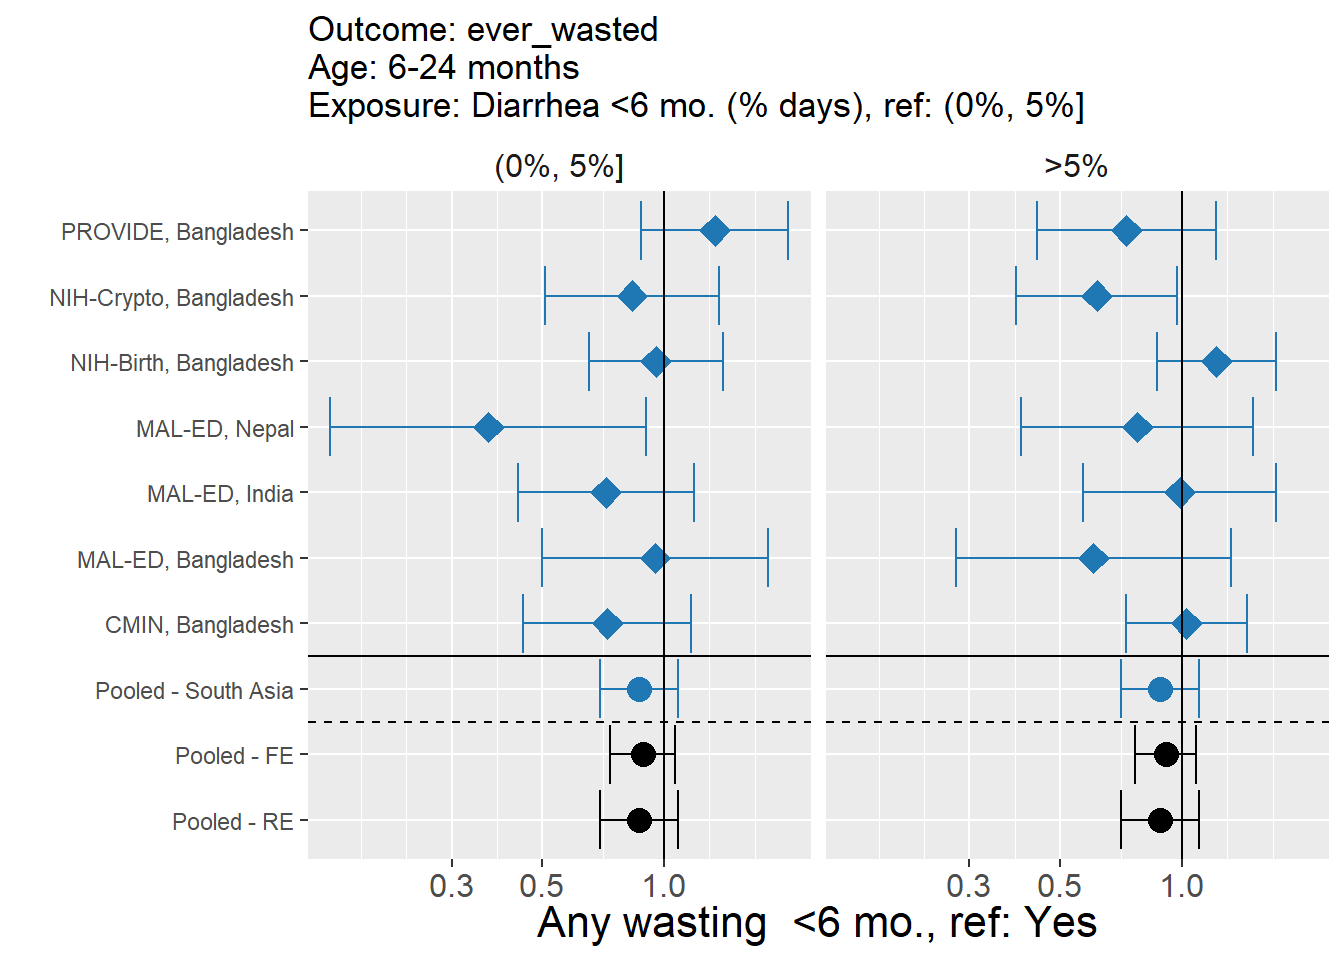 Outcome: ever_wasted
Age: 6-24 months
Exposure: Diarrhea <6 mo. (% days), ref: (0%, 5%]
(0%, 5%] >5%
PROVIDE, Bangladesh
NIH-Crypto, Bangladesh
NIH-Birth, Bangladesh
MAL-ED, Nepal
MAL-ED, India
MAL-ED, Bangladesh
CMIN, Bangladesh
Pooled - South Asia
Pooled - FE
Pooled - RE
0.3 0.5 1.0 0.3 0.5 1.0
Any wasting  <6 mo., ref: Yes